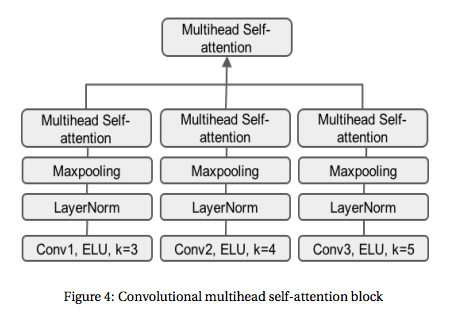 Multihead Self-
attention
Multihead Self-
attention
Multihead Self-
attention
Multihead Self-
attention
Maxpooling
Maxpooling
Maxpooling
LayerNorm
LayerNorm
LayerNorm
Conv1, ELU, k=3
Conv2, ELU, k=4
Conv3, ELU, k=5
Figure 4: Convolutional multihead self-attention block